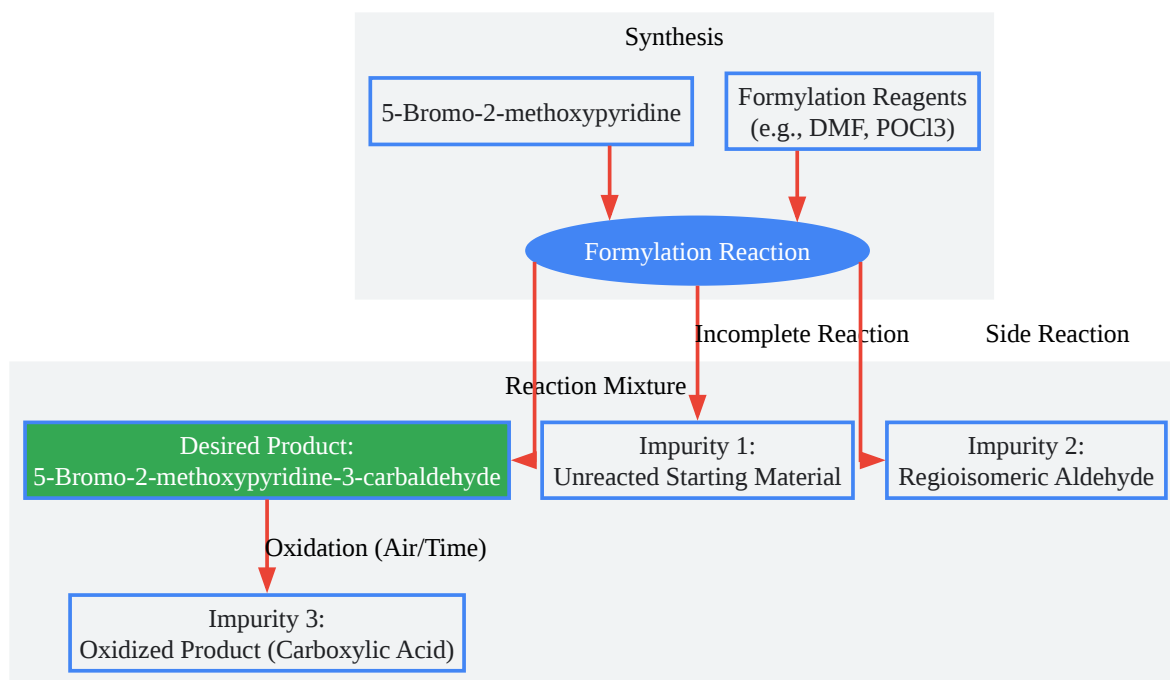 Synthesis
5-Bromo-2-methoxypyridine
Formylation Reagents
(e.g., DMF, POCl3)
Formylation Reaction
Incomplete Reaction
Side Reaction
Reaction Mixture
Desired Product:
5-Bromo-2-methoxypyridine-3-carbaldehyde
Impurity 1:
Unreacted Starting Material
Impurity 2:
Regioisomeric Aldehyde
Oxidation (Air/Time)
Impurity 3:
Oxidized Product (Carboxylic Acid)